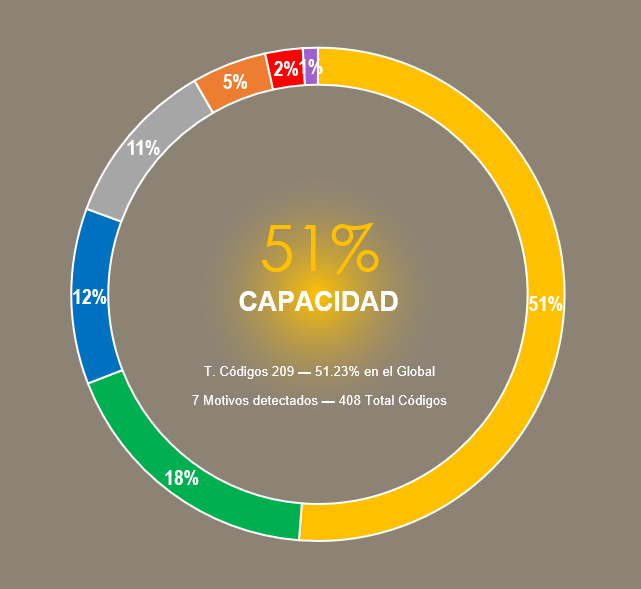 2%
1%
5%
11%
51%
CAPACIDAD
12%
51%
T. Códigos 209 — 51.23% en el Global
7 Motivos detectados — 408 Total Códigos
18%